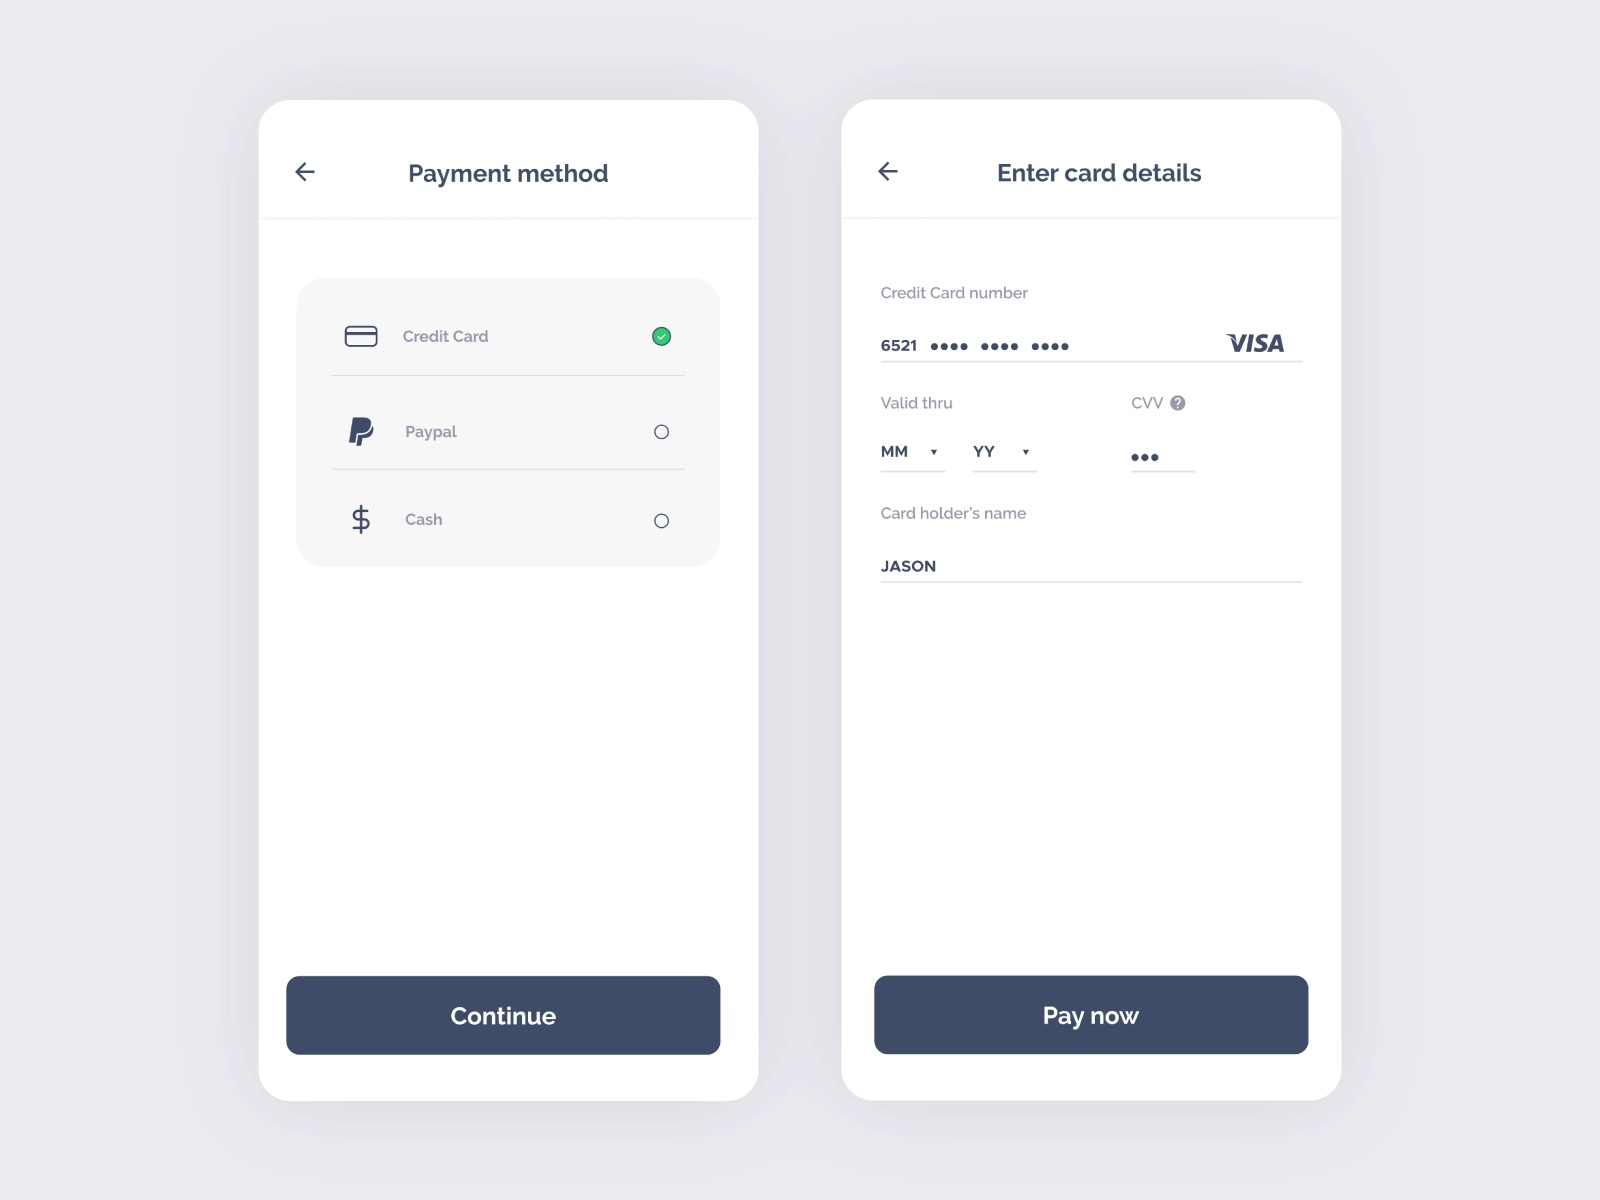 Payment method
Credit Card
Paypal
Cash
Continue
Enter card details
Credit Card number
6521 •••• •••• ••••
VISA
Valid thru
CVV ?
MM ▾ YY ▾
•••
Card holder's name
JASON
Pay now